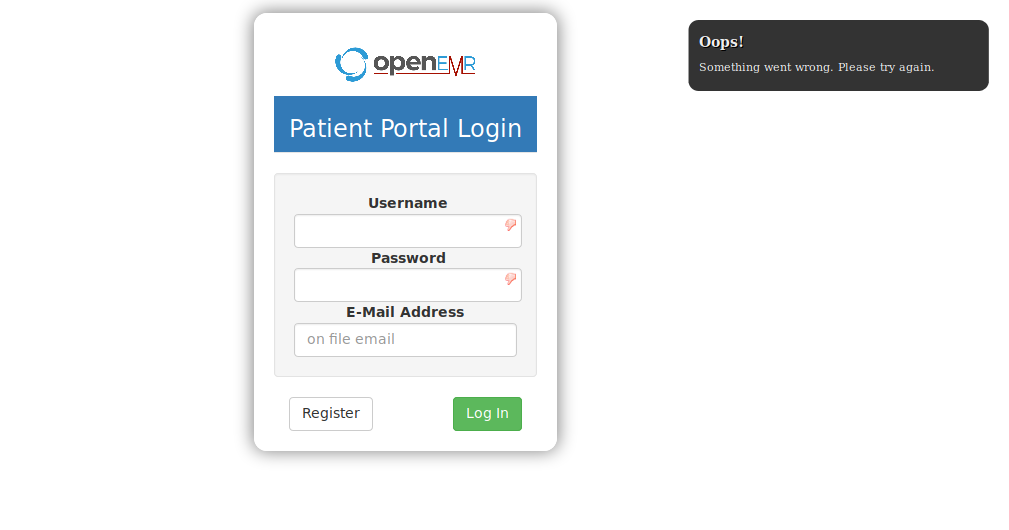 openEMR
Patient Portal Login
Username
Password
E-Mail Address
on file email
Register
Log In
Oops!
Something went wrong. Please try again.